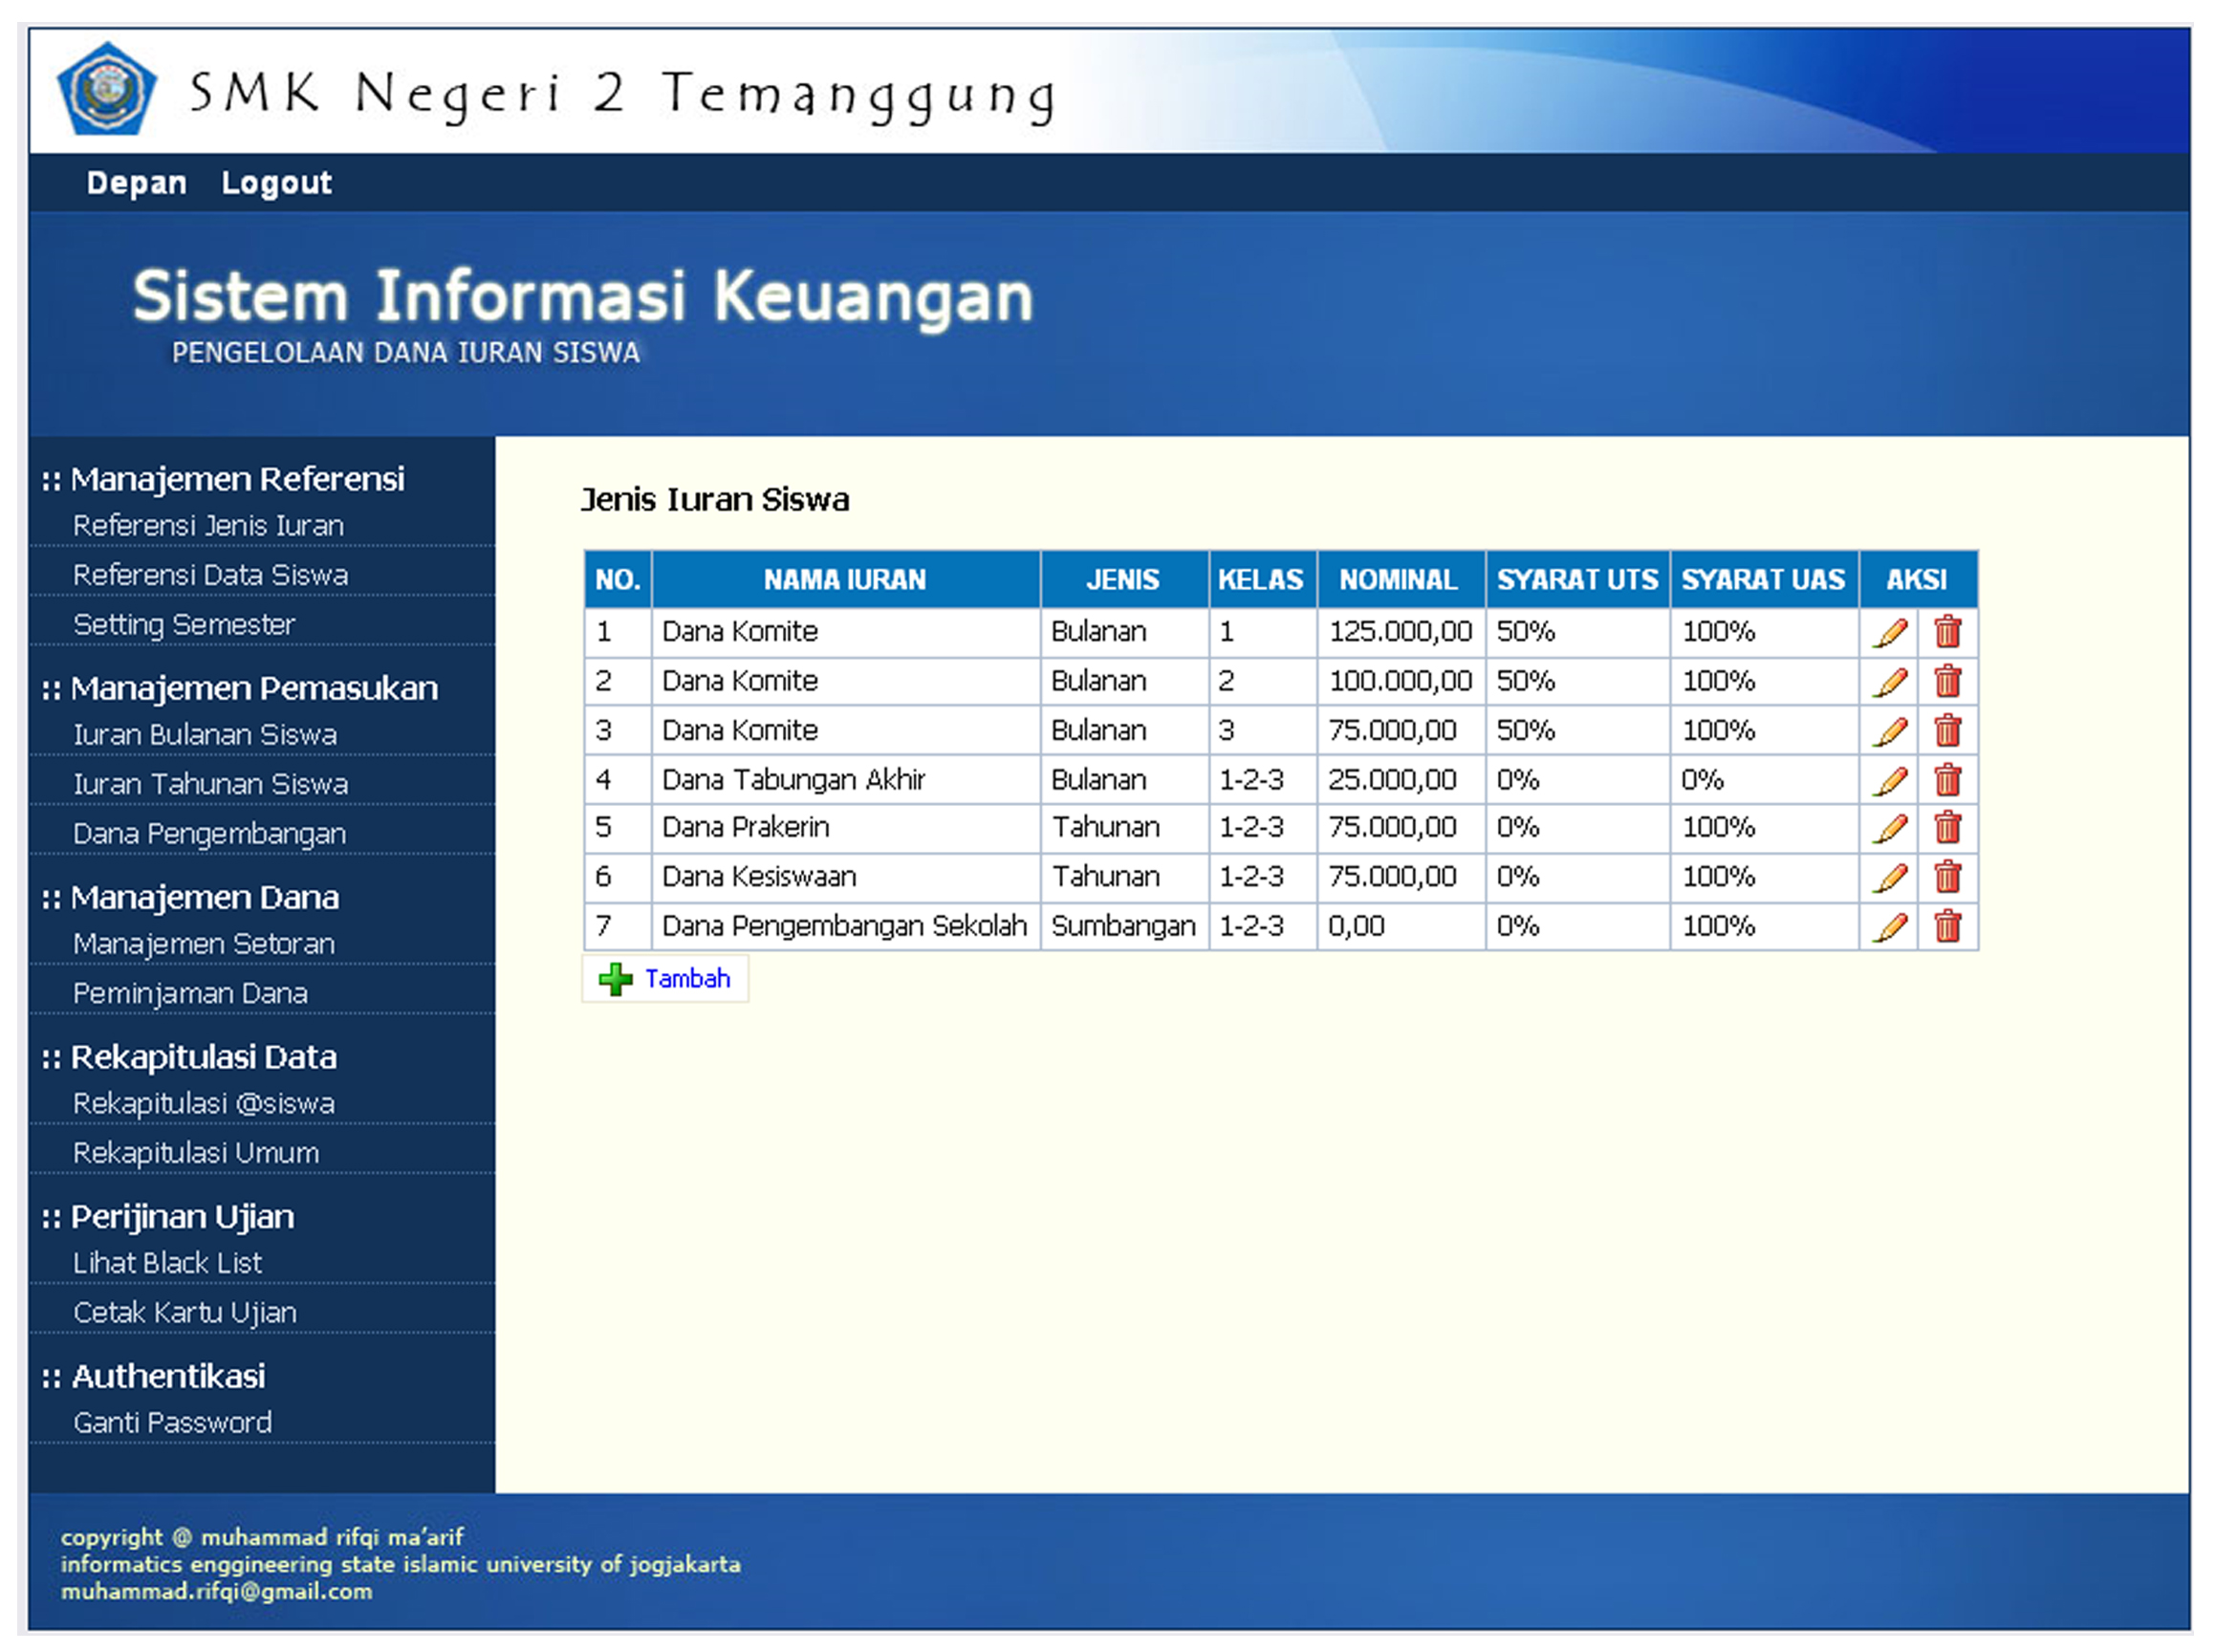 SMK Negeri 2 Temanggung
Depan Logout
Sistem Informasi Keuangan
PENGELOLAAN DANA IURAN SISWA
:: Manajemen Referensi
Referensi Jenis Iuran
Referensi Data Siswa
Setting Semester
:: Manajemen Pemasukan
Iuran Bulanan Siswa
Iuran Tahunan Siswa
Dana Pengembangan
:: Manajemen Dana
Manajemen Setoran
Peminjaman Dana
:: Rekapitulasi Data
Rekapitulasi @siswa
Rekapitulasi Umum
:: Perijinan Ujian
Lihat Black List
Cetak Kartu Ujian
:: Authentikasi
Ganti Password
Jenis Iuran Siswa
NO. NAMA IURAN JENIS KELAS NOMINAL SYARAT UTS SYARAT UAS AKSI
1 Dana Komite Bulanan 1 125.000,00 50% 100%
2 Dana Komite Bulanan 2 100.000,00 50% 100%
3 Dana Komite Bulanan 3 75.000,00 50% 100%
4 Dana Tabungan Akhir Bulanan 1-2-3 25.000,00 0% 0%
5 Dana Prakerin Tahunan 1-2-3 75.000,00 0% 100%
6 Dana Kesiswaan Tahunan 1-2-3 75.000,00 0% 100%
7 Dana Pengembangan Sekolah Sumbangan 1-2-3 0,00 0% 100%
Tambah
copyright @ muhammad rifqi ma'arif
informatics enggineering state islamic university of jogjakarta
muhammad.rifqi@gmail.com